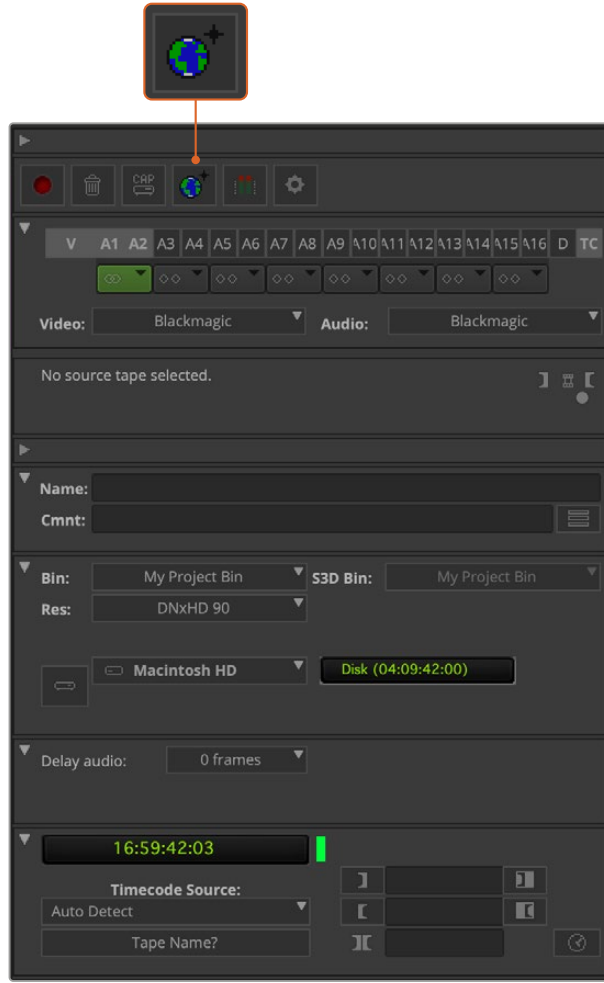 CAP
V A1 A2 A3 A4 A5 A6 A7 A8 A9 A10 A11 A12 A13 A14 A15 A16 D TC
Video: Blackmagic Audio: Blackmagic
No source tape selected.
Name:
Cmnt:
Bin: My Project Bin S3D Bin: My Project Bin
Res: DNxHD 90
Macintosh HD Disk (04:09:42:00)
Delay audio: 0 frames
16:59:42:03
Timecode Source:
Auto Detect
Tape Name?